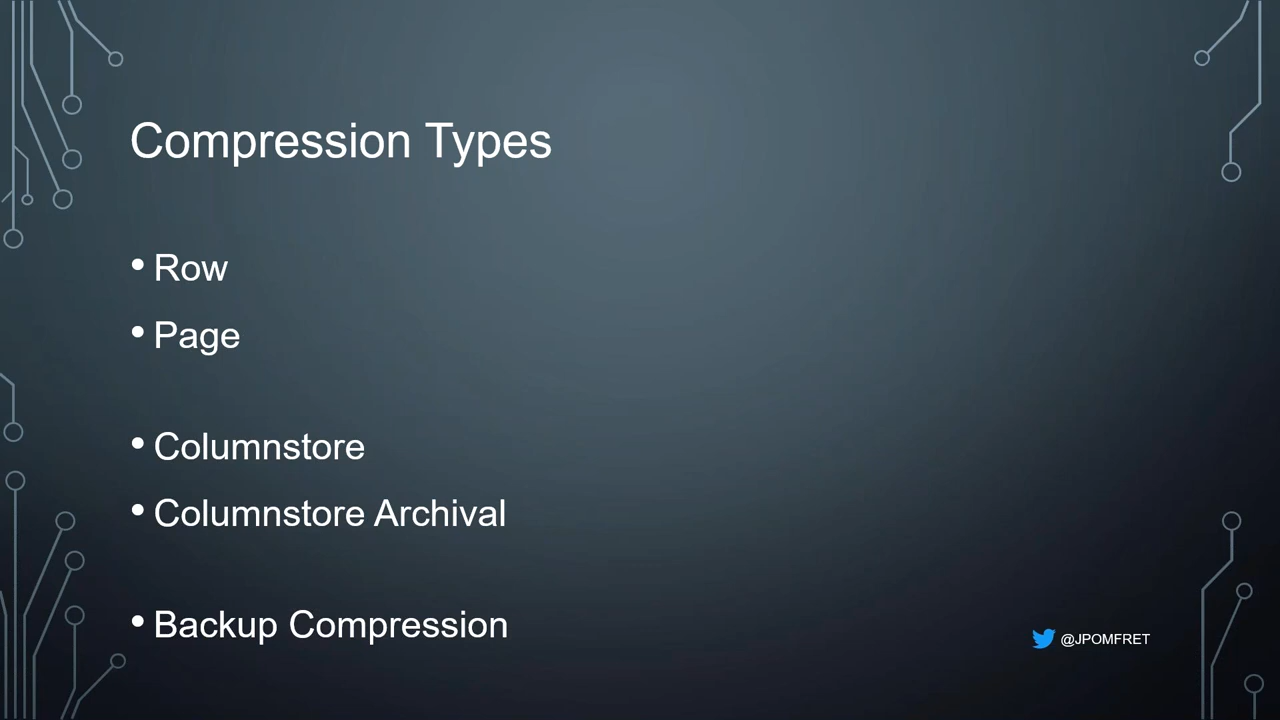 Compression Types
• Row
• Page
• Columnstore
• Columnstore Archival
• Backup Compression
@JPOMFRET